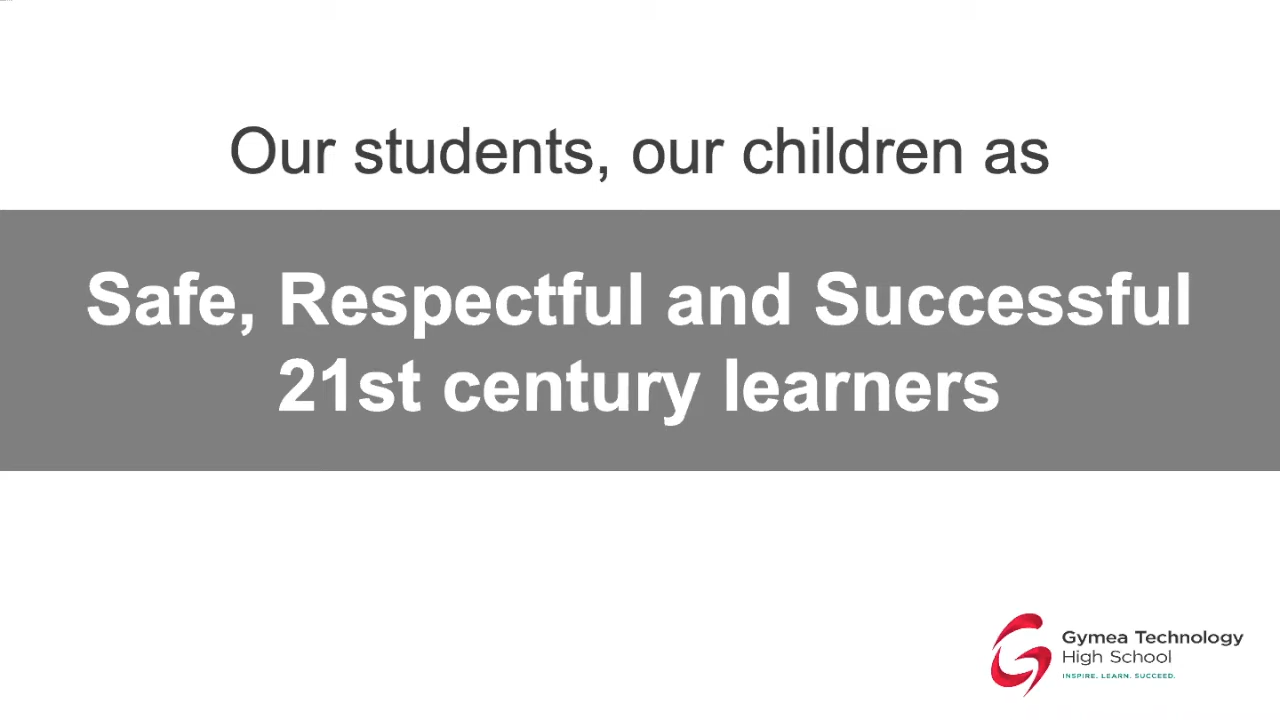 Our students, our children as
Safe, Respectful and Successful
21st century learners
Gymea Technology
High School
INSPIRE. LEARN. SUCCEED.